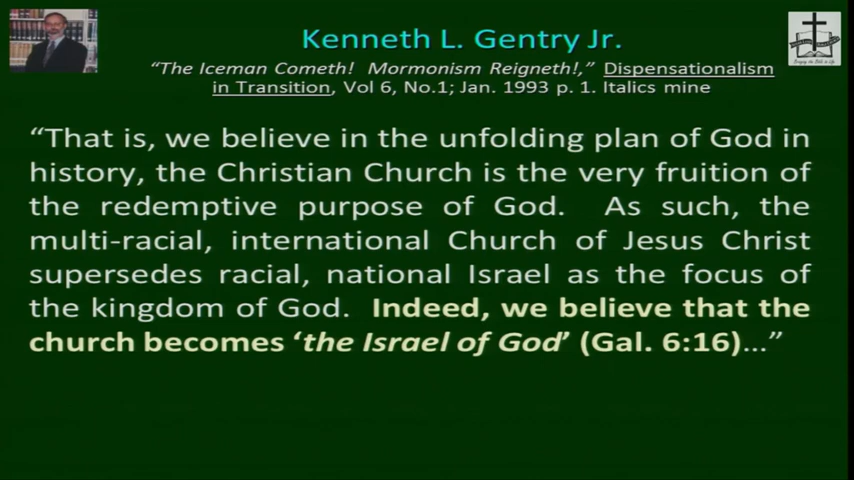 Kenneth L. Gentry Jr.
“The Iceman Cometh!  Mormonism Reigneth!,” Dispensationalism
in Transition, Vol 6, No.1; Jan. 1993 p. 1. Italics mine
“That is, we believe in the unfolding plan of God in
history, the Christian Church is the very fruition of
the redemptive purpose of God.  As such, the
multi-racial, international Church of Jesus Christ
supersedes racial, national Israel as the focus of
the kingdom of God.  Indeed, we believe that the
church becomes ‘the Israel of God’ (Gal. 6:16)...”